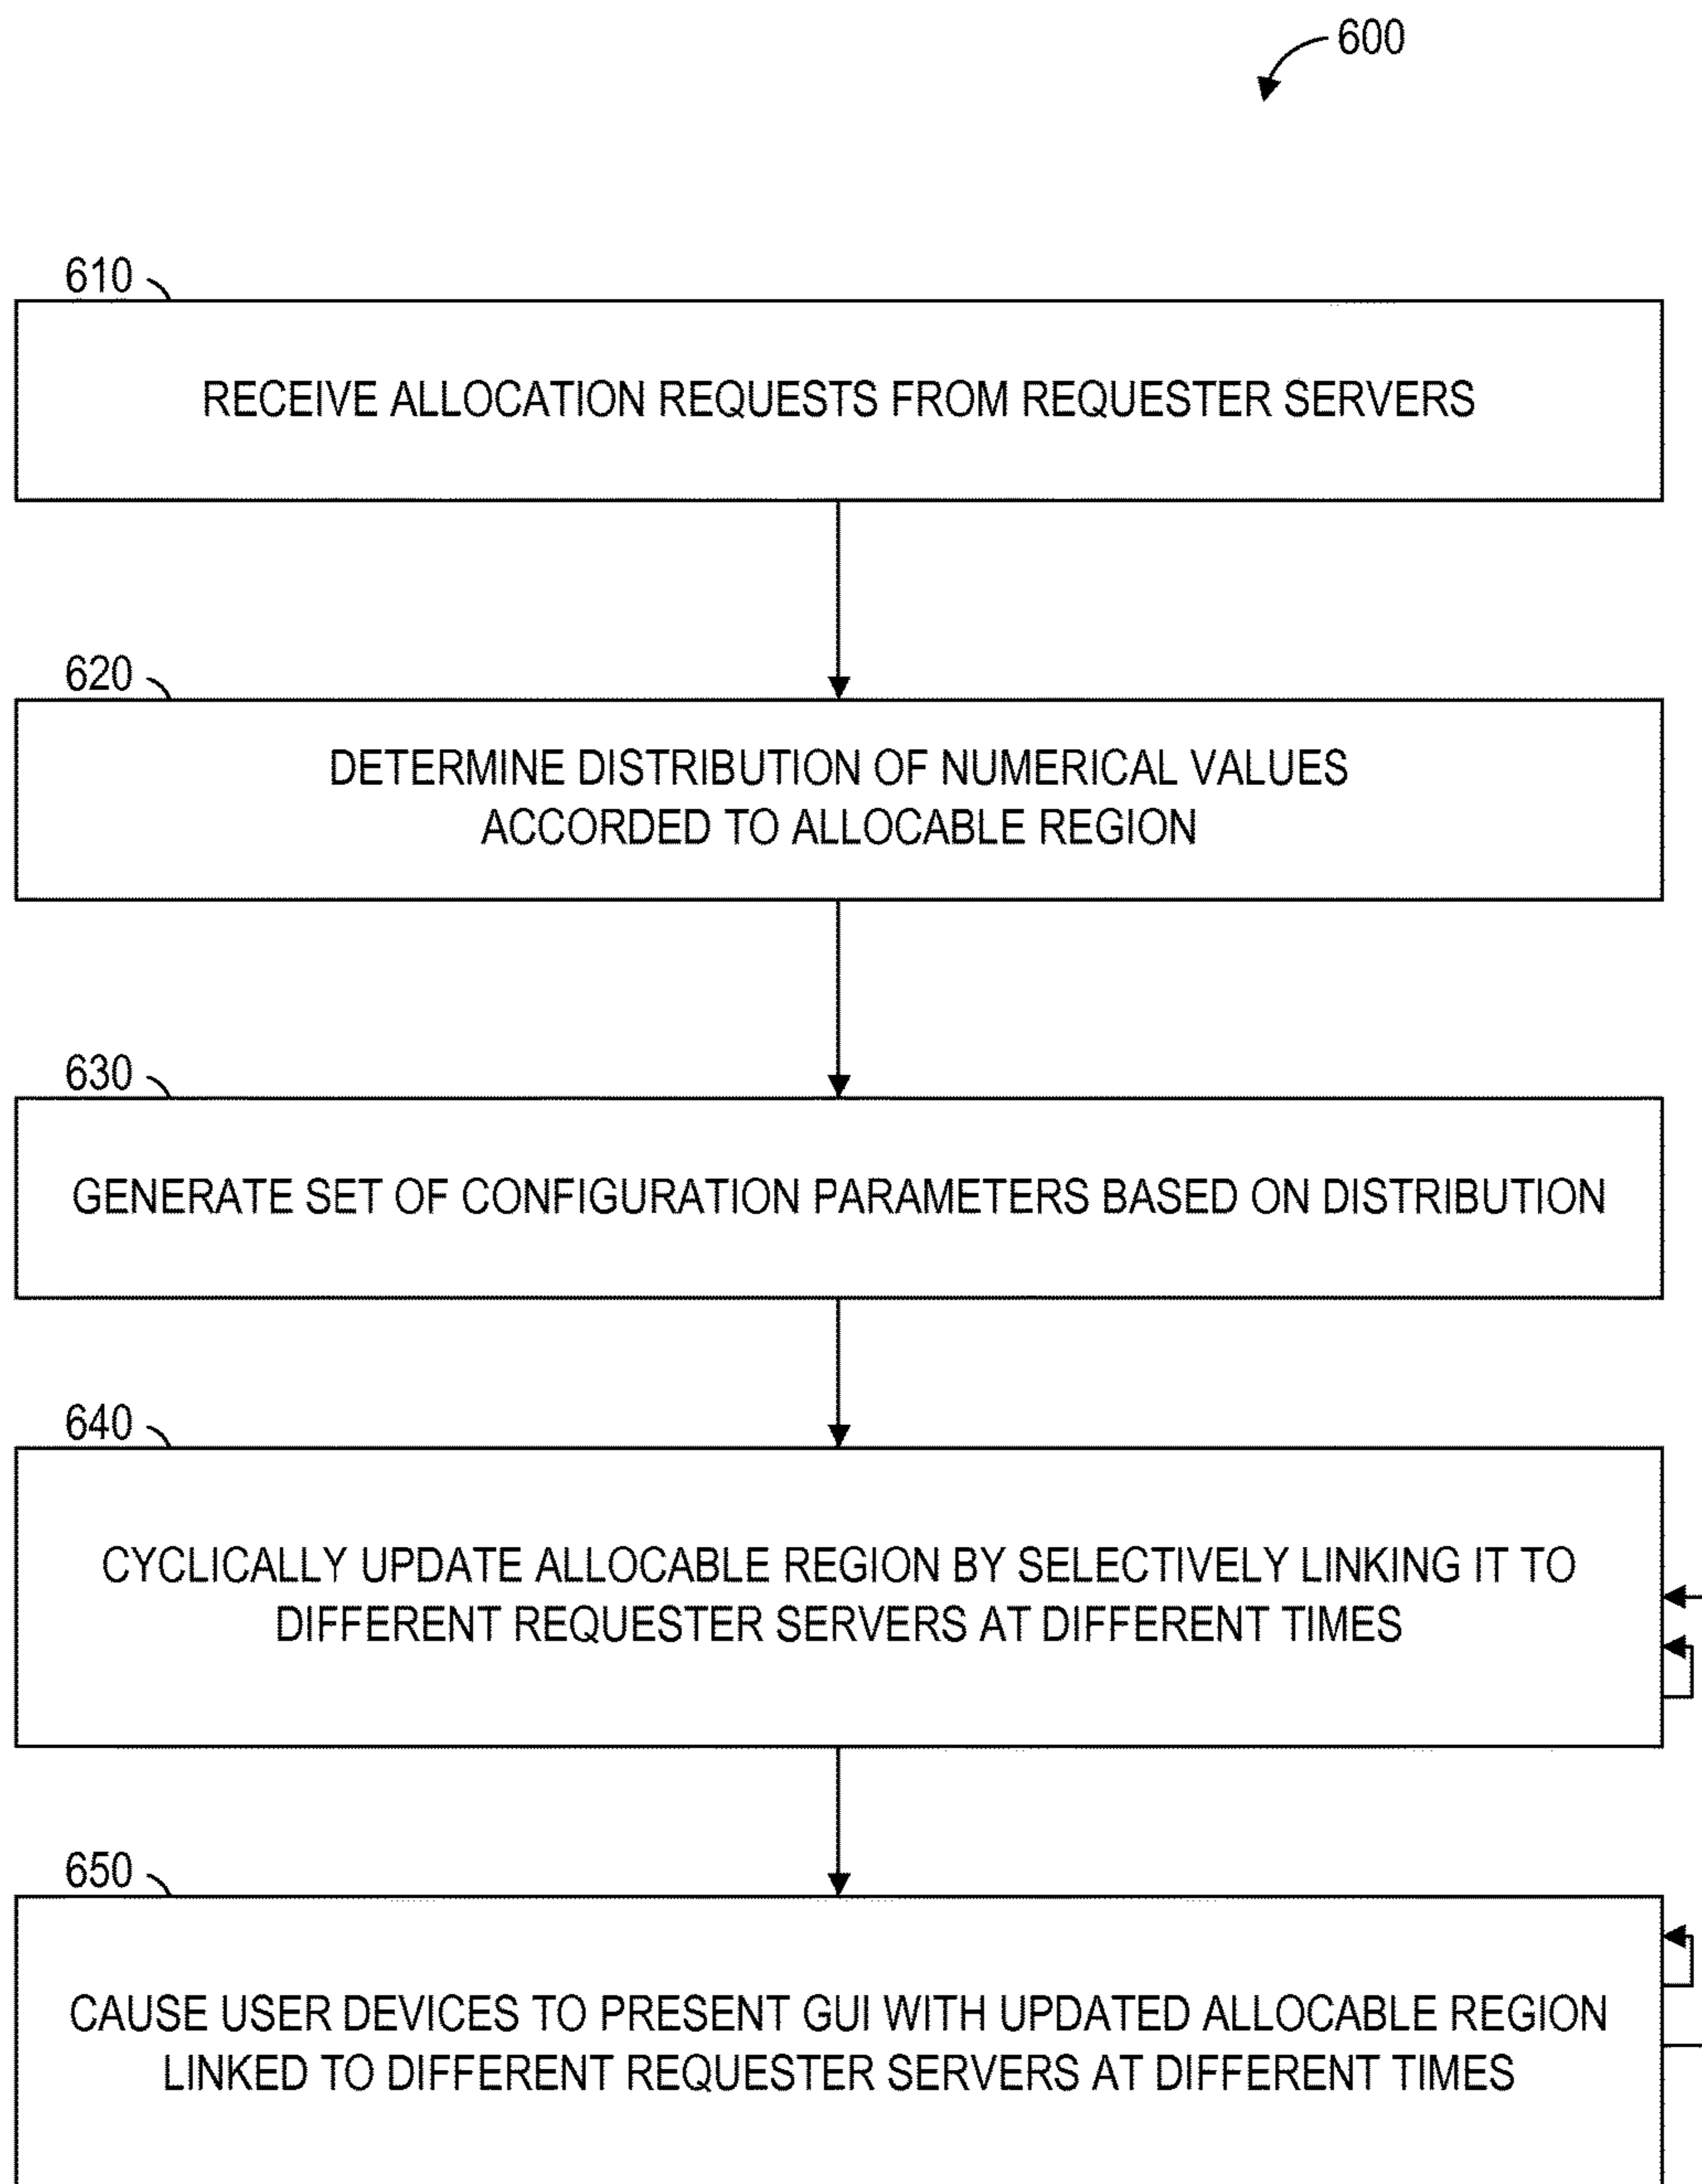 600
610
RECEIVE ALLOCATION REQUESTS FROM REQUESTER SERVERS
620
DETERMINE DISTRIBUTION OF NUMERICAL VALUES
ACCORDED TO ALLOCABLE REGION
630
GENERATE SET OF CONFIGURATION PARAMETERS BASED ON DISTRIBUTION
640
CYCLICALLY UPDATE ALLOCABLE REGION BY SELECTIVELY LINKING IT TO
DIFFERENT REQUESTER SERVERS AT DIFFERENT TIMES
650
CAUSE USER DEVICES TO PRESENT GUI WITH UPDATED ALLOCABLE REGION
LINKED TO DIFFERENT REQUESTER SERVERS AT DIFFERENT TIMES